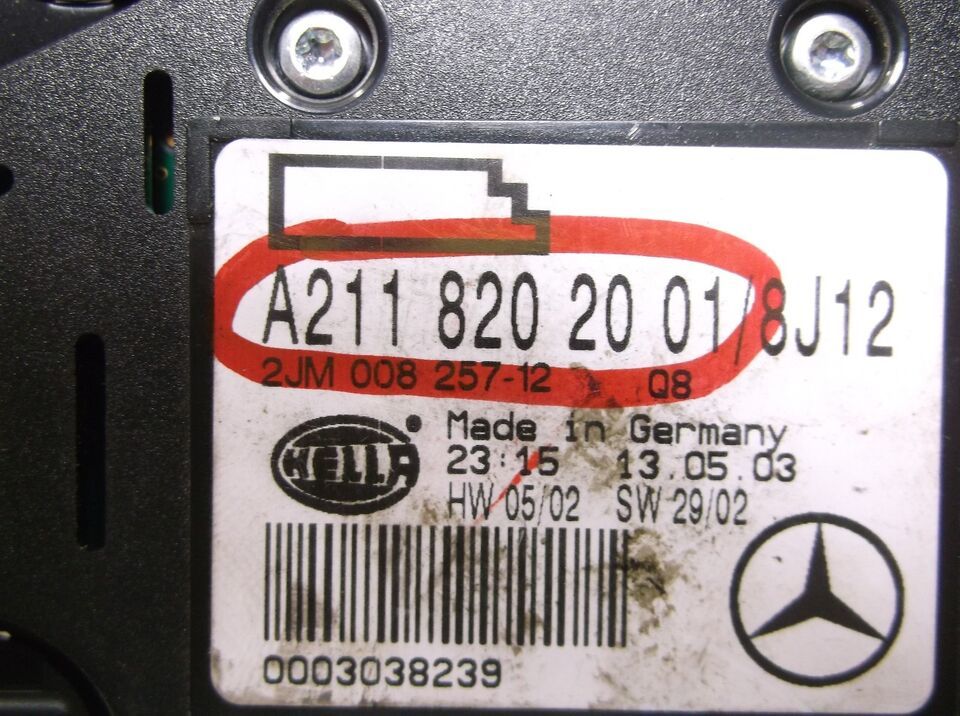 A211 820 20 01/8J12
2JM 008 257-12 Q8
HELLA®
Made in Germany
23:15 13.05.03
HW 05/02 SW 29/02
0003038239